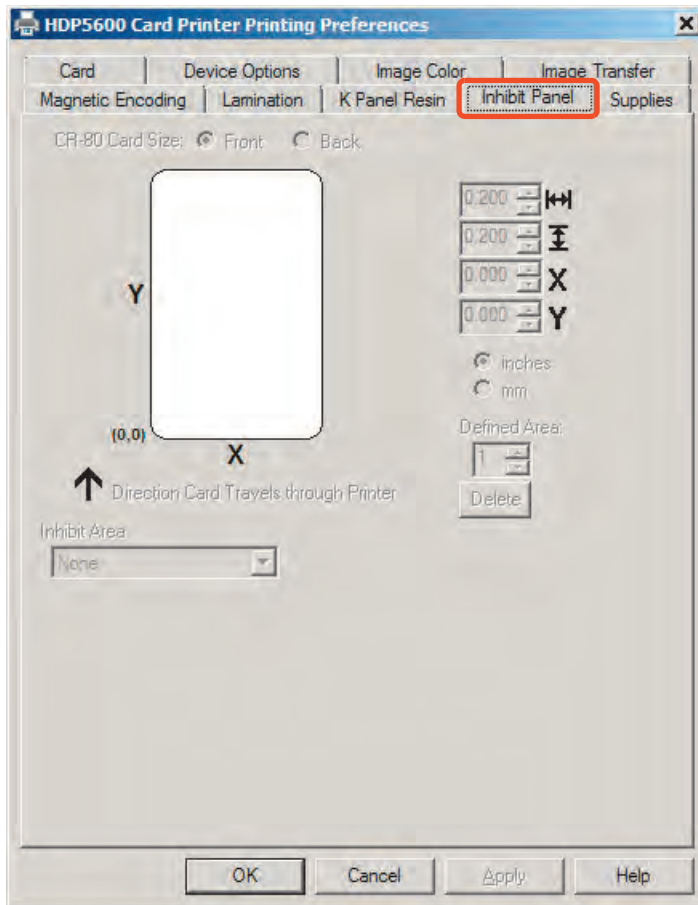 HDP5600 Card Printer Printing Preferences
Card Device Options Image Color Image Transfer
Magnetic Encoding Lamination K Panel Resin Inhibit Panel Supplies
CR-80 Card Size: Front Back
0.200
0.200
Y 0.000 X
0.000 Y
inches
mm
(0,0) Defined Area:
X 1
Direction Card Travels through Printer Delete
Inhibit Area
None
OK Cancel Apply Help